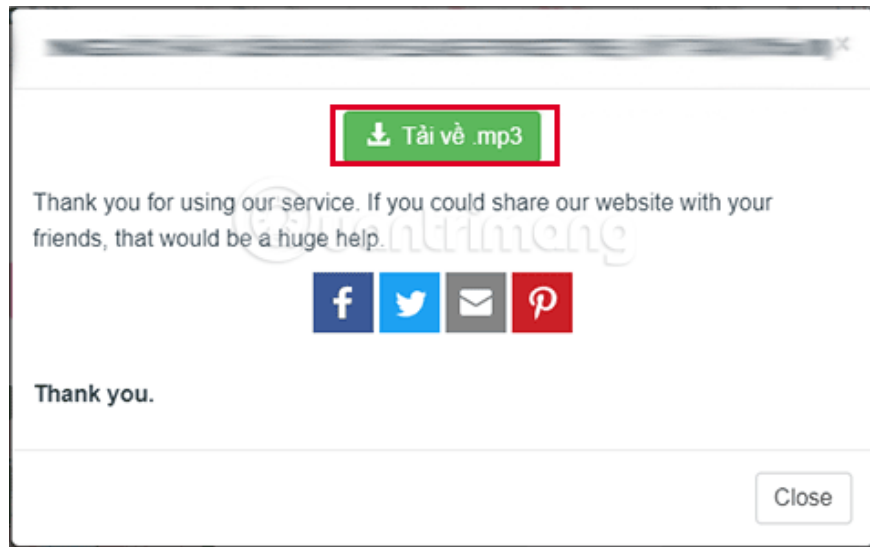 ×
Tải về .mp3
Thank you for using our service. If you could share our website with your
friends, that would be a huge help.
Quantrimang
Thank you.
Close